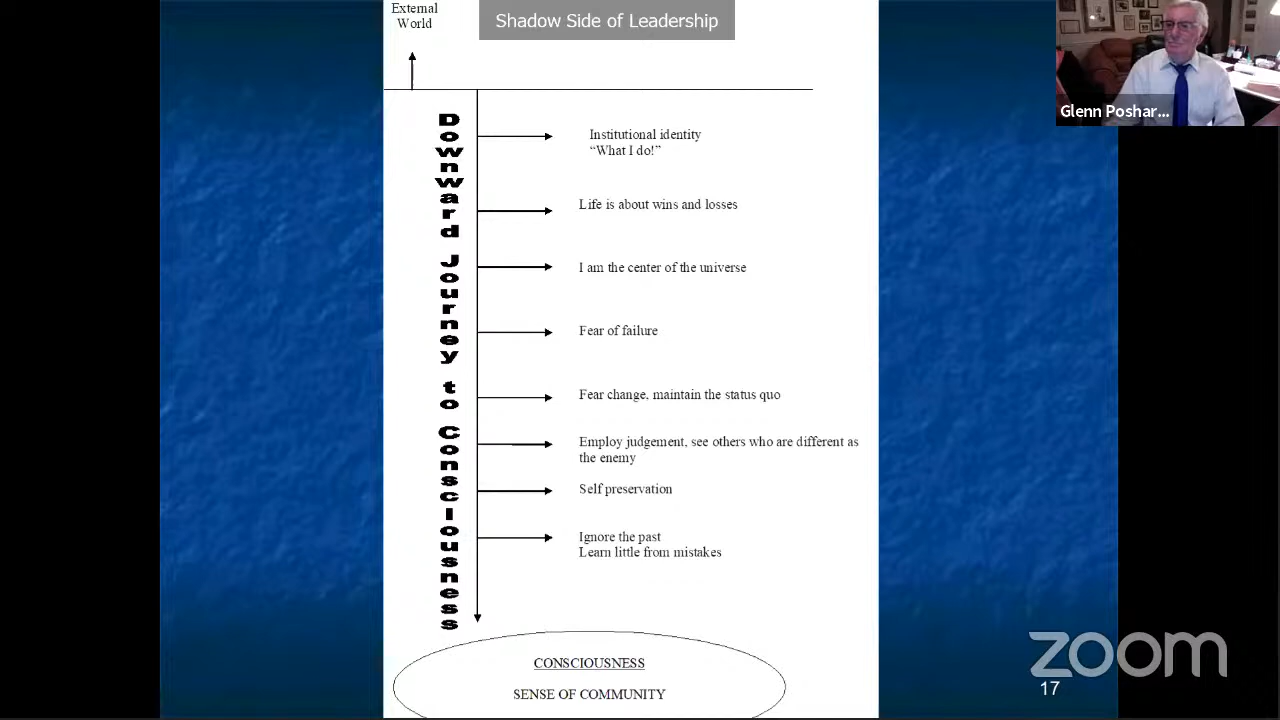 External
World
Shadow Side of Leadership
Glenn Poshar...
Downward Journey to Consciousness
Institutional identity
“What I do!”
Life is about wins and losses
I am the center of the universe
Fear of failure
Fear change, maintain the status quo
Employ judgement, see others who are different as
the enemy
Self preservation
Ignore the past
Learn little from mistakes
CONSCIOUSNESS
SENSE OF COMMUNITY
zoom
17